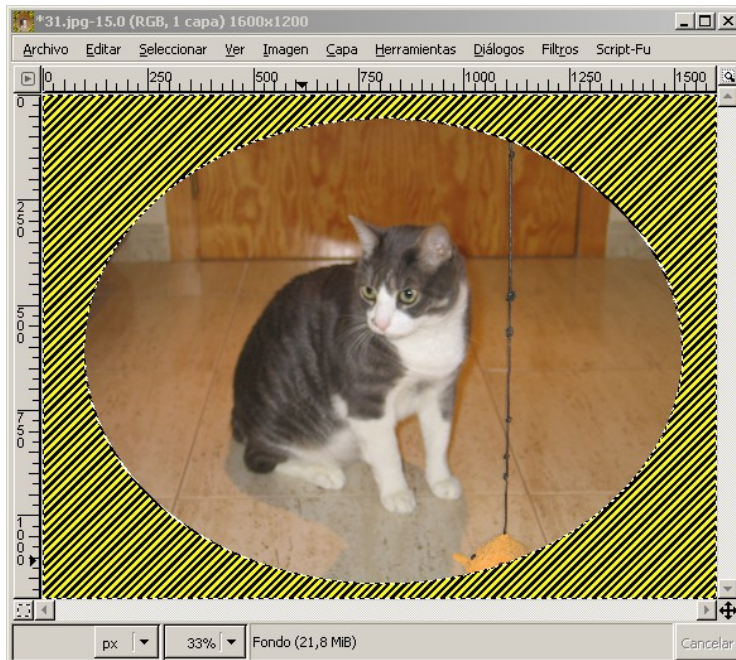 *31.jpg-15.0 (RGB, 1 capa) 1600x1200
Archivo Editar Seleccionar Ver Imagen Capa Herramientas Diálogos Filtros Script-Fu
0 250 500 750 1000 1250 1500
0
250
500
750
1000
px 33% Fondo (21,8 MiB) Cancelar